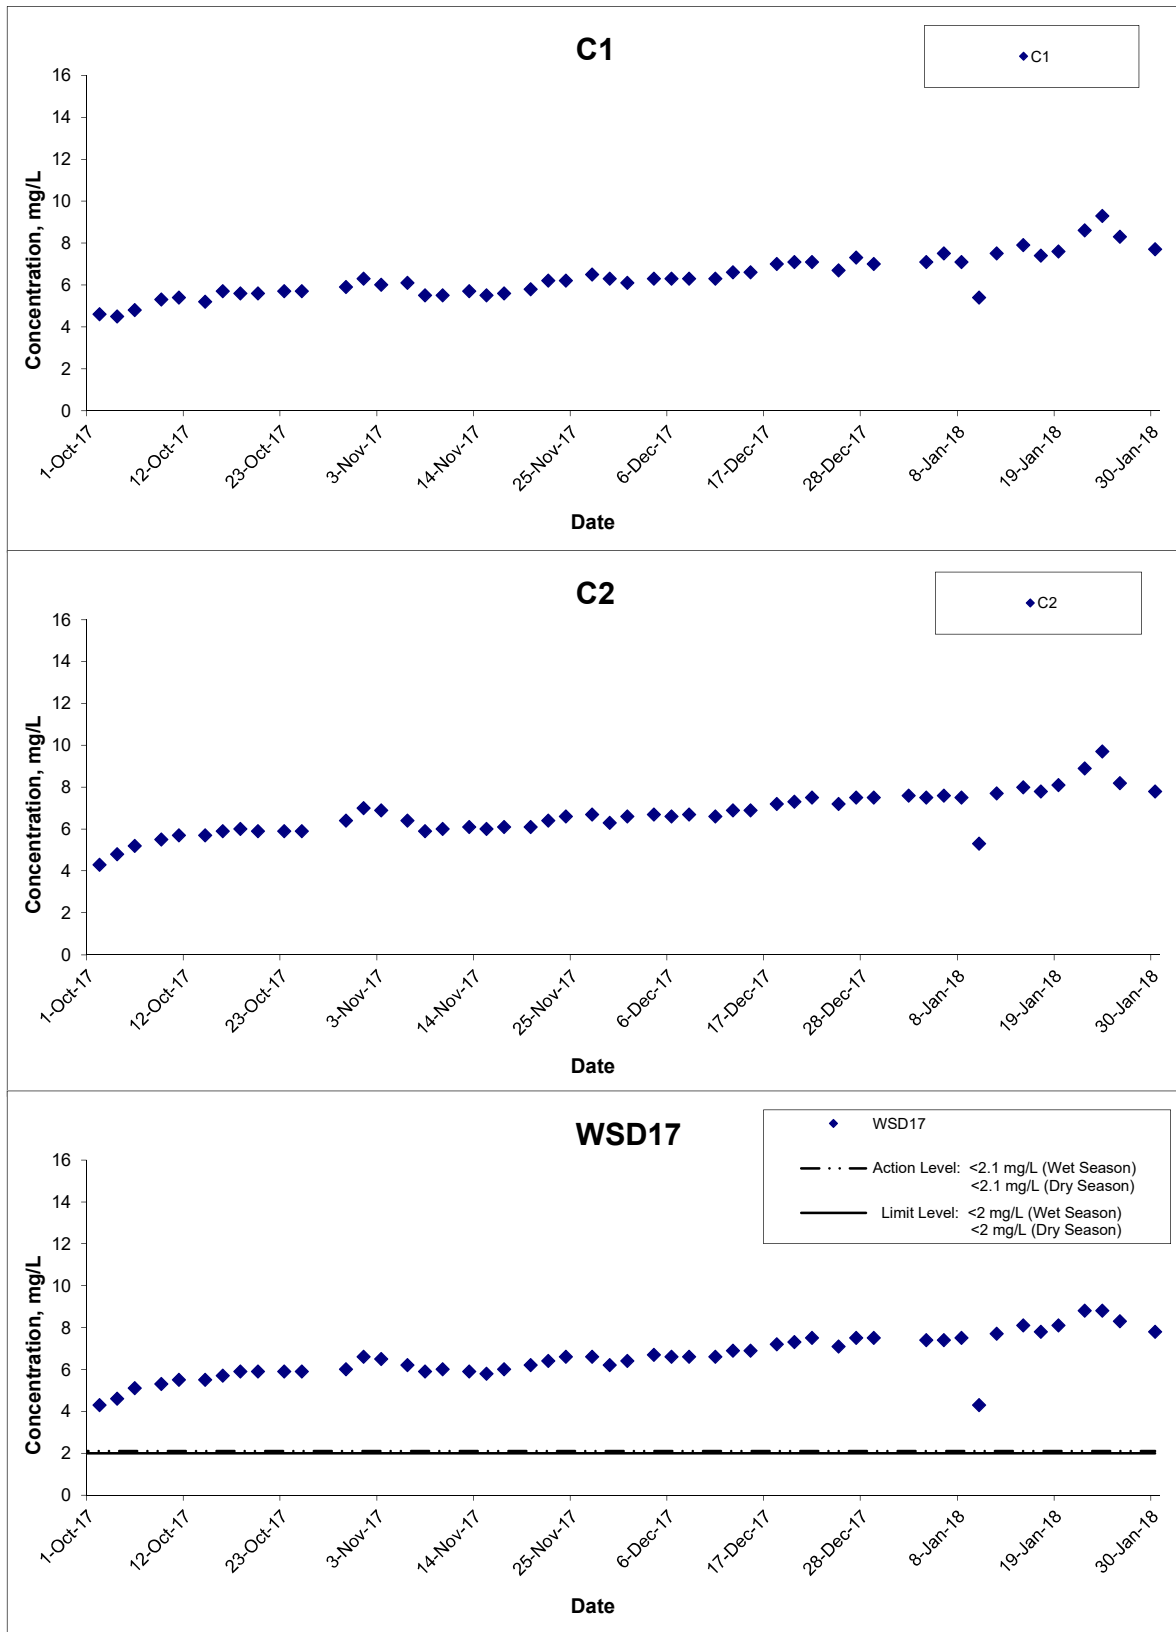 C1
C1
16
14
12
10
8
6
4
2
0
Concentration, mg/L
1-Oct-17
12-Oct-17
23-Oct-17
3-Nov-17
14-Nov-17
25-Nov-17
6-Dec-17
17-Dec-17
28-Dec-17
8-Jan-18
19-Jan-18
30-Jan-18
Date
C2
C2
16
14
12
10
8
6
4
2
0
Concentration, mg/L
1-Oct-17
12-Oct-17
23-Oct-17
3-Nov-17
14-Nov-17
25-Nov-17
6-Dec-17
17-Dec-17
28-Dec-17
8-Jan-18
19-Jan-18
30-Jan-18
Date
WSD17
WSD17
Action Level: <2.1 mg/L (Wet Season)
<2.1 mg/L (Dry Season)
Limit Level: <2 mg/L (Wet Season)
<2 mg/L (Dry Season)
16
14
12
10
8
6
4
2
0
Concentration, mg/L
1-Oct-17
12-Oct-17
23-Oct-17
3-Nov-17
14-Nov-17
25-Nov-17
6-Dec-17
17-Dec-17
28-Dec-17
8-Jan-18
19-Jan-18
30-Jan-18
Date